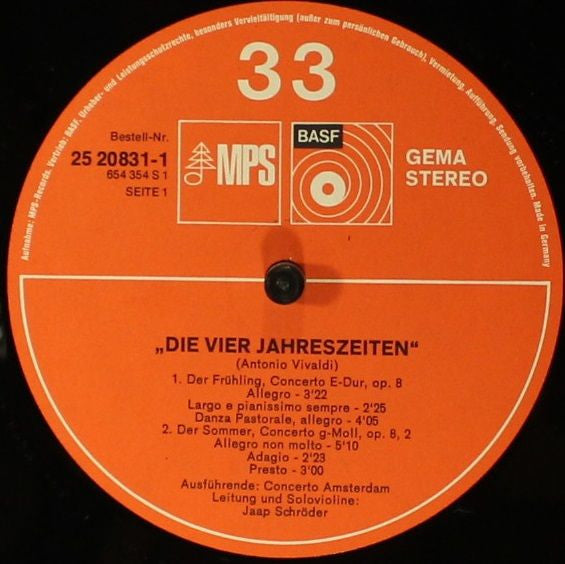 Aufnahme: MPS-Records. Vertrieb: BASF. Urheber- und Leistungsschutzrechte, besonders Vervielfältigung (außer zum persönlichen Gebrauch), Vermietung, Aufführung, Sendung vorbehalten. Made in Germany
33
Bestell-Nr.
25 20831-1
654 354 S 1
SEITE 1
MPS
BASF
GEMA
STEREO
„DIE VIER JAHRESZEITEN“
(Antonio Vivaldi)
1. Der Frühling, Concerto E-Dur, op. 8
Allegro - 3'22
Largo e pianissimo sempre - 2'25
Danza Pastorale, allegro - 4'05
2. Der Sommer, Concerto g-Moll, op. 8, 2
Allegro non molto - 5'10
Adagio - 2'23
Presto - 3'00
Ausführende: Concerto Amsterdam
Leitung und Solovioline:
Jaap Schröder